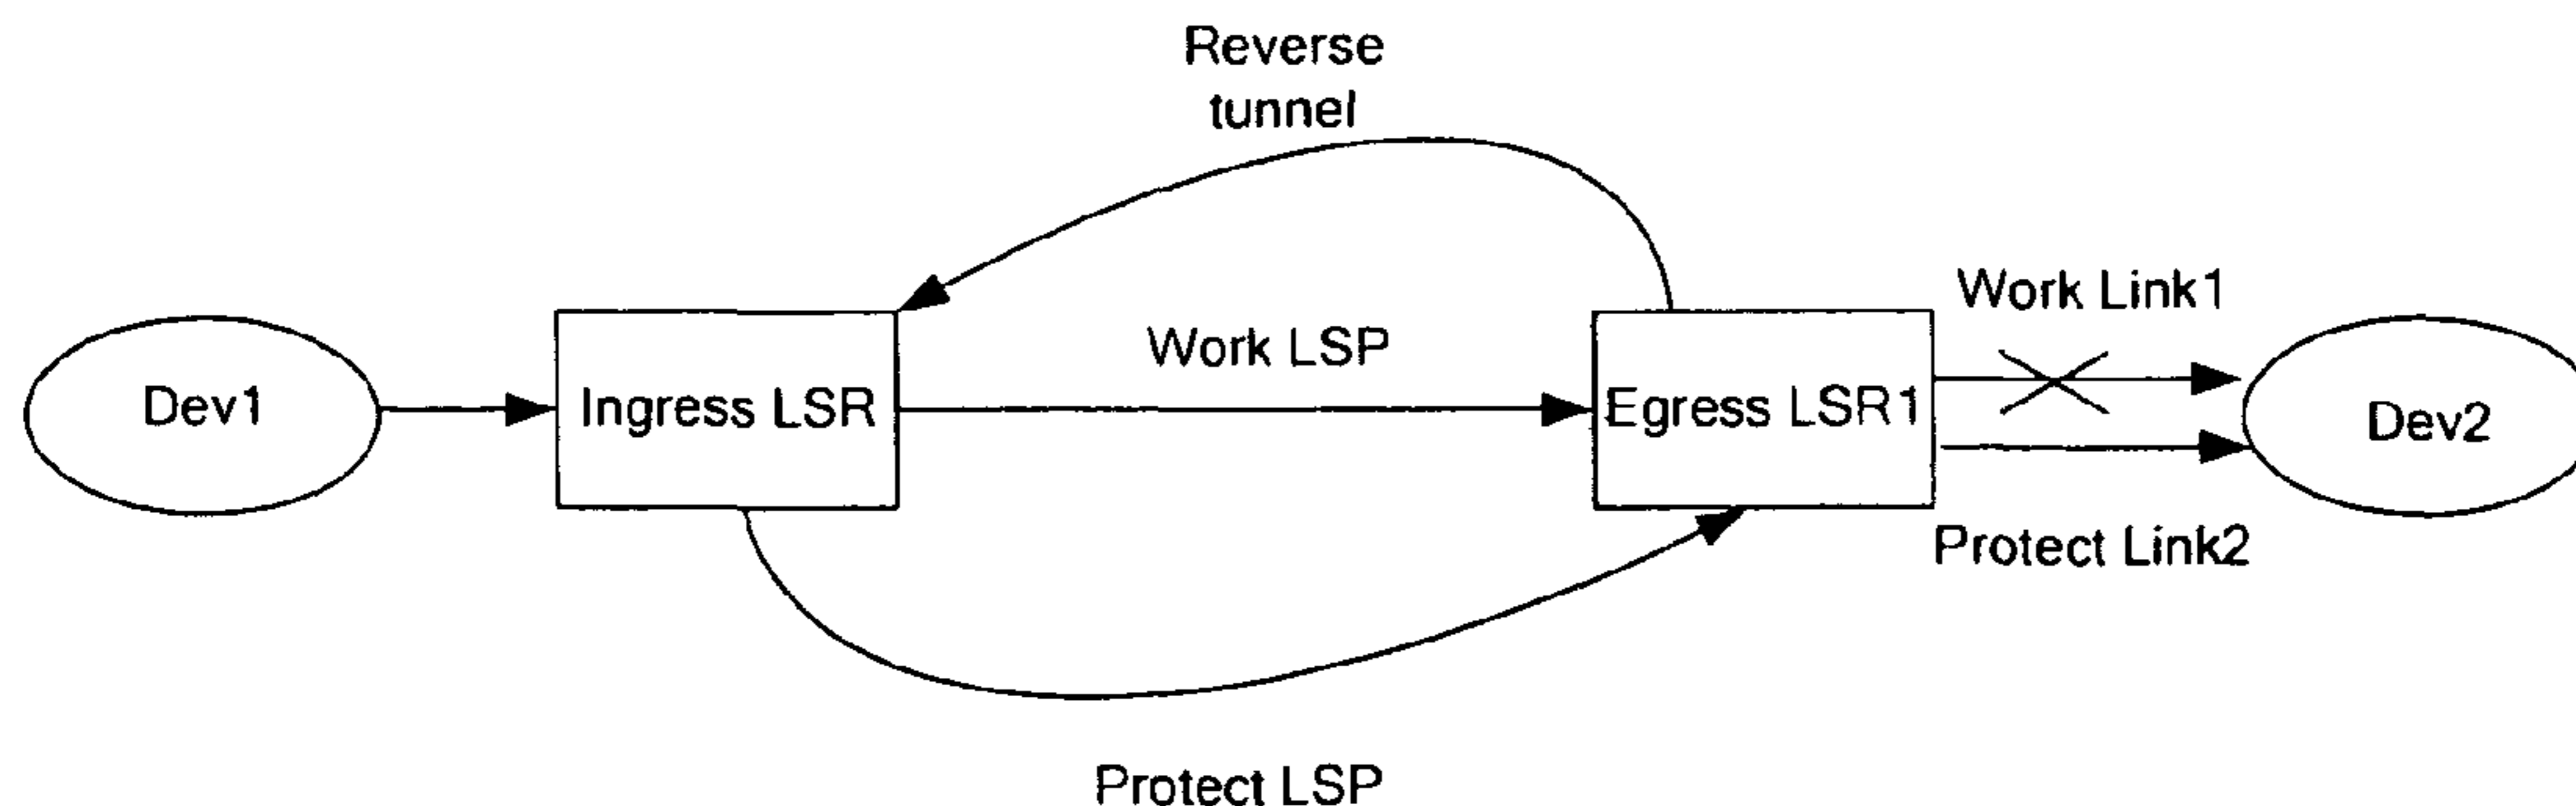 Reverse
tunnel
Work Link1
Work LSP
Dev1
Ingress LSR
Egress LSR1
Dev2
Protect Link2
Protect LSP